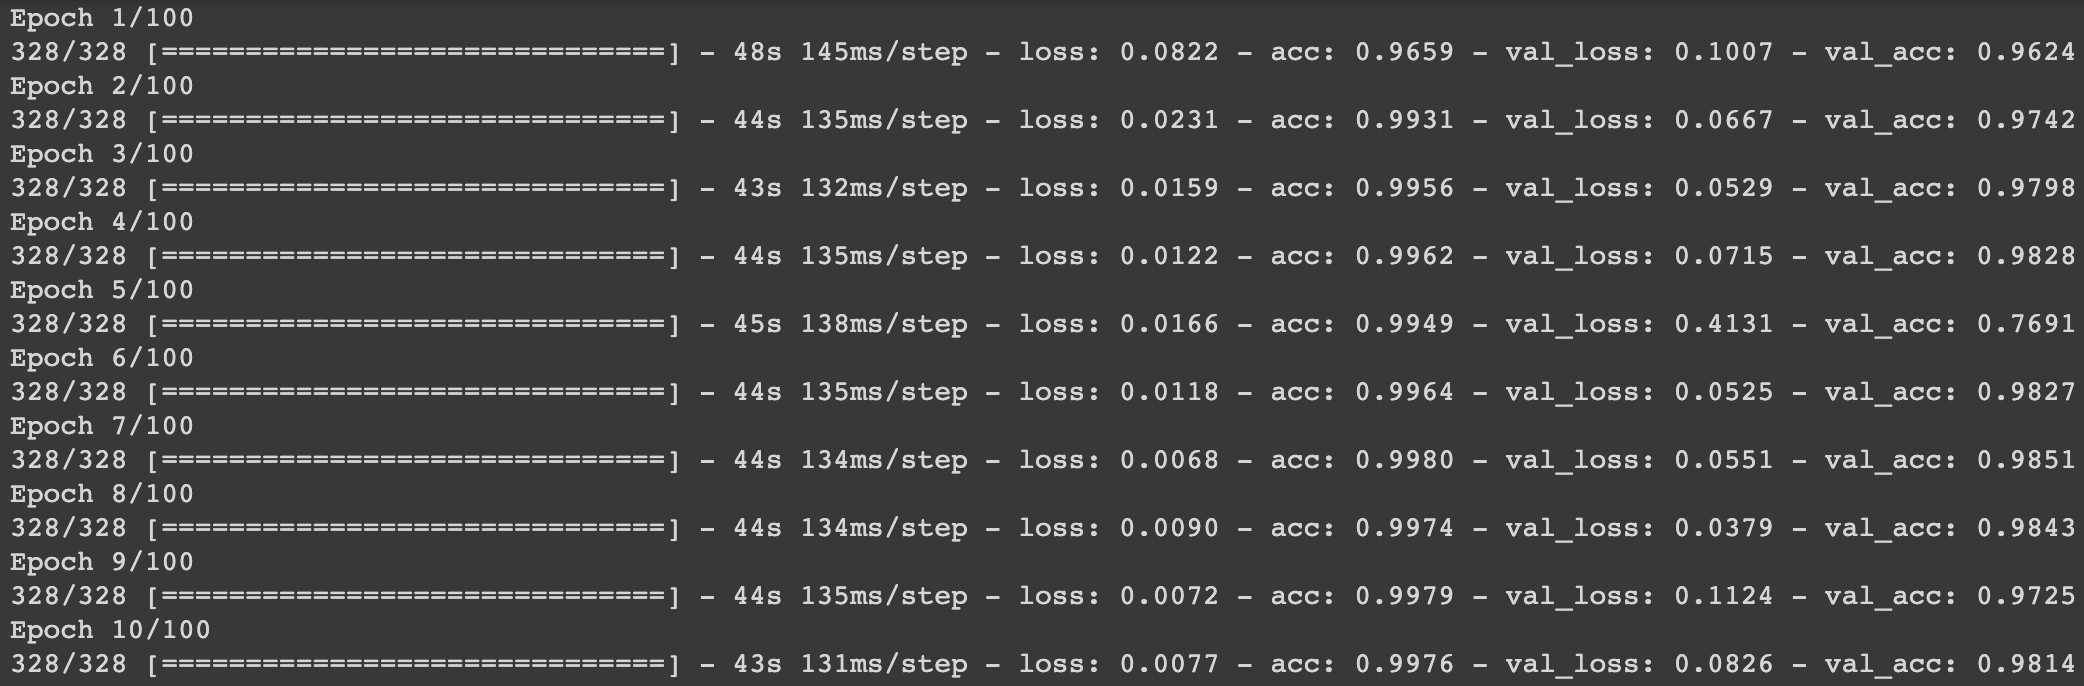 Epoch 1/100
328/328 [==============================] - 48s 145ms/step - loss: 0.0822 - acc: 0.9659 - val_loss: 0.1007 - val_acc: 0.9624
Epoch 2/100
328/328 [==============================] - 44s 135ms/step - loss: 0.0231 - acc: 0.9931 - val_loss: 0.0667 - val_acc: 0.9742
Epoch 3/100
328/328 [==============================] - 43s 132ms/step - loss: 0.0159 - acc: 0.9956 - val_loss: 0.0529 - val_acc: 0.9798
Epoch 4/100
328/328 [==============================] - 44s 135ms/step - loss: 0.0122 - acc: 0.9962 - val_loss: 0.0715 - val_acc: 0.9828
Epoch 5/100
328/328 [==============================] - 45s 138ms/step - loss: 0.0166 - acc: 0.9949 - val_loss: 0.4131 - val_acc: 0.7691
Epoch 6/100
328/328 [==============================] - 44s 135ms/step - loss: 0.0118 - acc: 0.9964 - val_loss: 0.0525 - val_acc: 0.9827
Epoch 7/100
328/328 [==============================] - 44s 134ms/step - loss: 0.0068 - acc: 0.9980 - val_loss: 0.0551 - val_acc: 0.9851
Epoch 8/100
328/328 [==============================] - 44s 134ms/step - loss: 0.0090 - acc: 0.9974 - val_loss: 0.0379 - val_acc: 0.9843
Epoch 9/100
328/328 [==============================] - 44s 135ms/step - loss: 0.0072 - acc: 0.9979 - val_loss: 0.1124 - val_acc: 0.9725
Epoch 10/100
328/328 [==============================] - 43s 131ms/step - loss: 0.0077 - acc: 0.9976 - val_loss: 0.0826 - val_acc: 0.9814